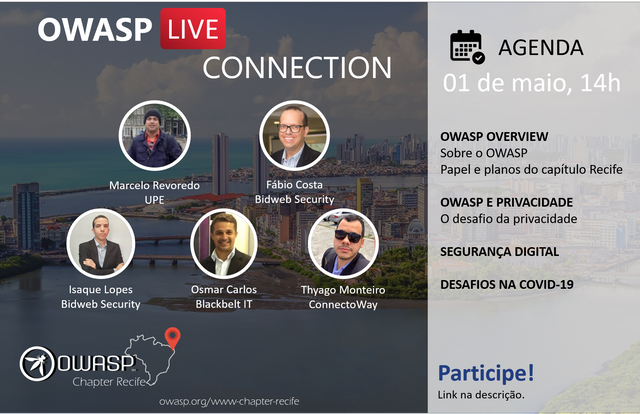 OWASP LIVE
CONNECTION
Marcelo Revoredo
UPE
Fábio Costa
Bidweb Security
Isaque Lopes
Bidweb Security
Osmar Carlos
Blackbelt IT
Thyago Monteiro
ConnectoWay
OWASP
Chapter Recife
owasp.org/www-chapter-recife
AGENDA
01 de maio, 14h
OWASP OVERVIEW
Sobre o OWASP
Papel e planos do capítulo Recife
OWASP E PRIVACIDADE
O desafio da privacidade
SEGURANÇA DIGITAL
DESAFIOS NA COVID-19
Participe!
Link na descrição.